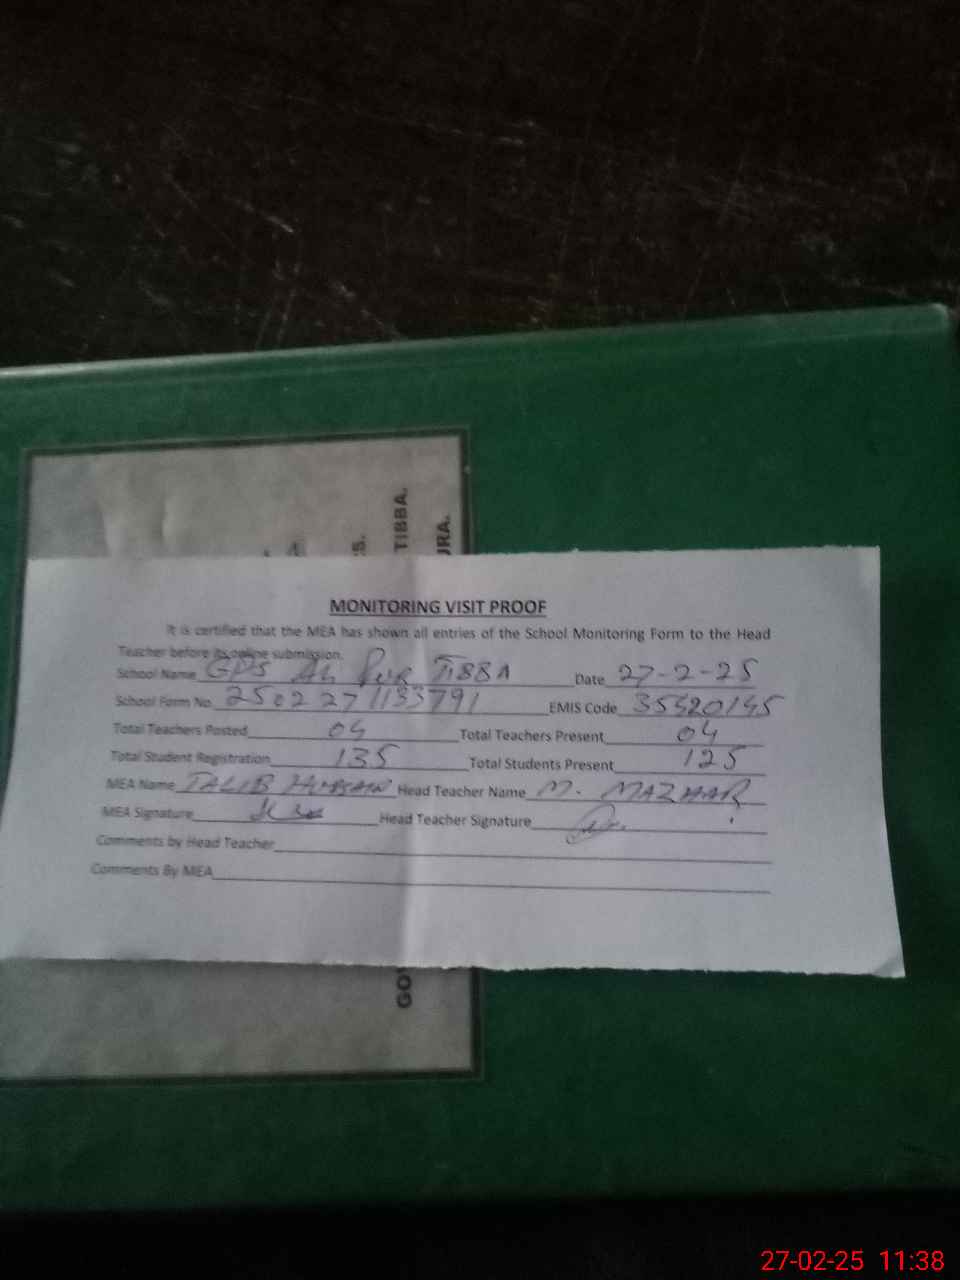 TIBBA.
URA.
MONITORING VISIT PROOF
It is certified that the MEA has shown all entries of the School Monitoring Form to the Head
Teacher before its online submission.
School Name GPS Ali Pur TIBBA Date 27-2-25
School Form No. 2502271133791 EMIS Code 35420145
Total Teachers Posted 04 Total Teachers Present 04
Total Student Registration 135 Total Students Present 125
MEA Name TALIB HUSSAIN Head Teacher Name M. MAZHAR
MEA Signature Head Teacher Signature
Comments by Head Teacher
Comments By MEA
GO
27-02-25 11:38